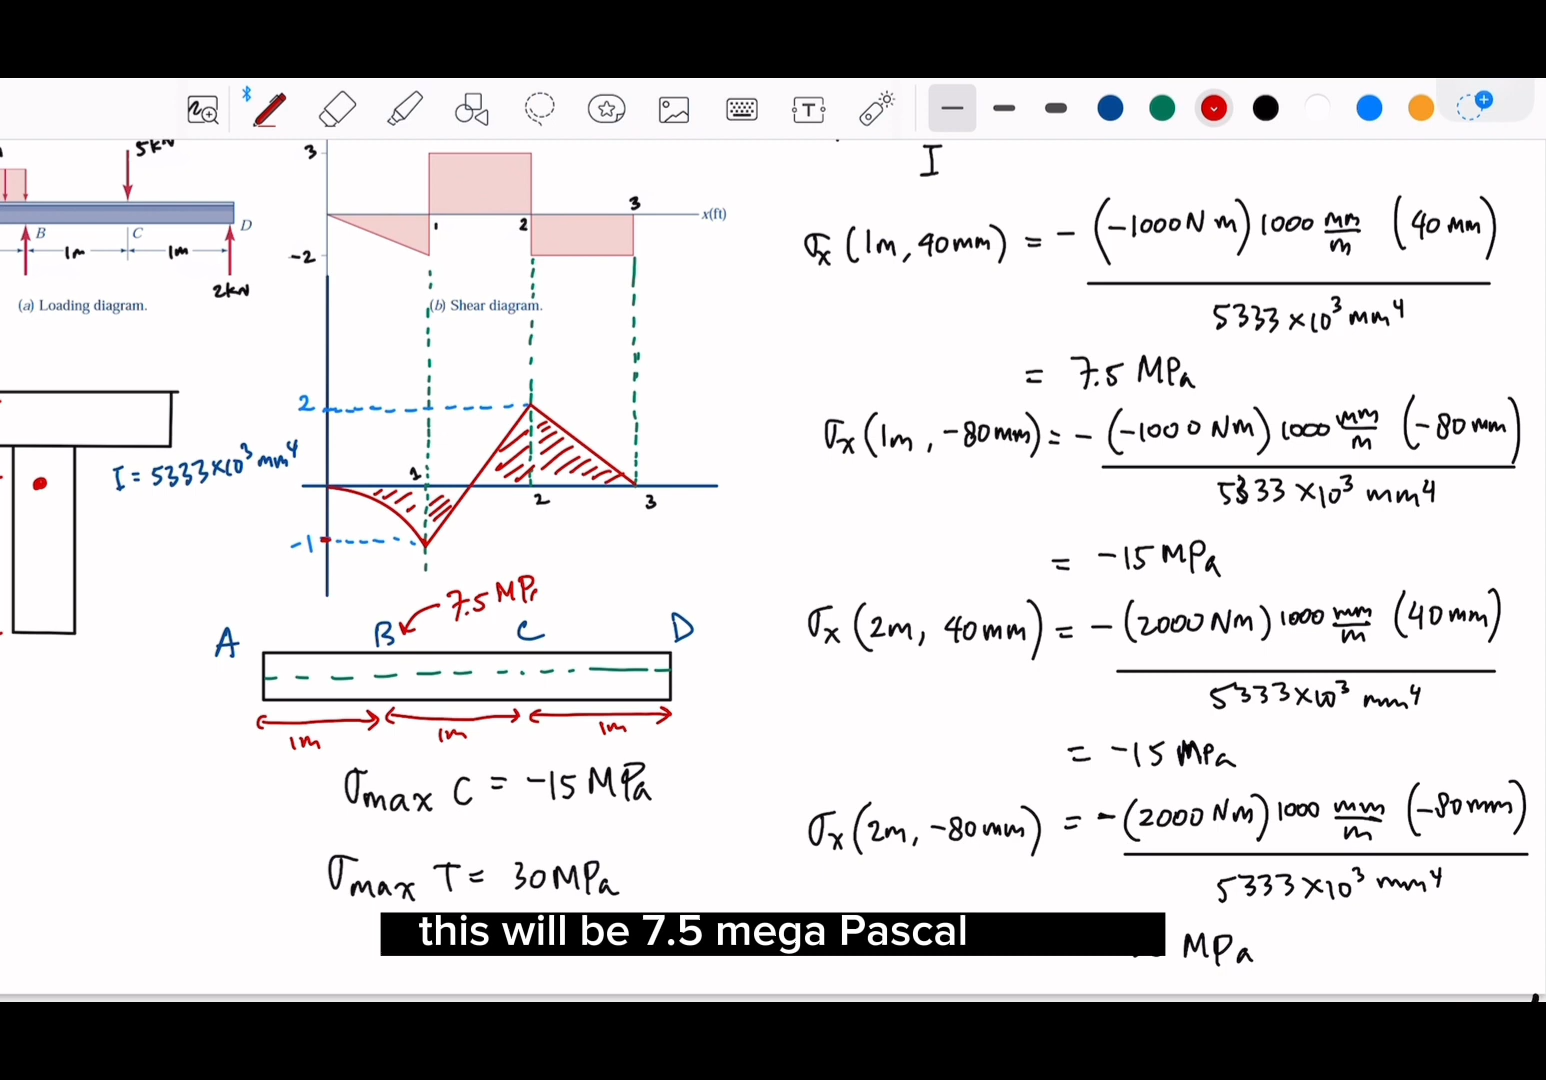 5kN
B
C
D
1m
1m
2kN
(a) Loading diagram.
3
-2
1
2
3
x(ft)
(b) Shear diagram.
2
-1
1
2
3
I = 5333×10³ mm⁴
7.5 MP
A
B
C
D
1m
1m
1m
σmax C = -15 MPa
σmax T = 30 MPa
I
σx (1m, 40mm) = - (-1000 N m) 1000 mm/m (40 mm)
5333 ×10³ mm⁴
= 7.5 MPa
σx (1m, -80mm) = - (-1000 Nm) 1000 mm/m (-80 mm)
5333 ×10³ mm⁴
= -15 MPa
σx (2m, 40mm) = - (2000 Nm) 1000 mm/m (40 mm)
5333×10³ mm⁴
= -15 MPa
σx (2m, -80mm) = - (2000 Nm) 1000 mm/m (-80mm)
5333×10³ mm⁴
MPa
this will be 7.5 mega Pascal